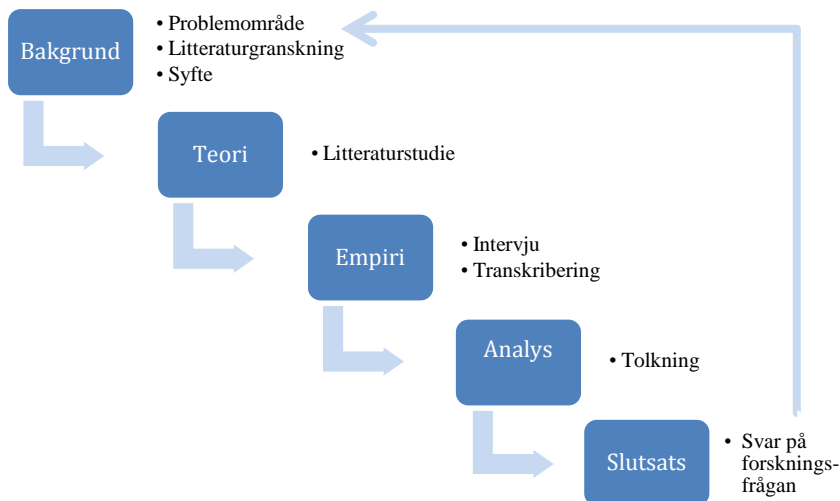 Bakgrund
• Problemområde
• Litteraturgranskning
• Syfte
Teori
• Litteraturstudie
Empiri
• Intervju
• Transkribering
Analys
• Tolkning
Slutsats
• Svar på
forsknings-
frågan